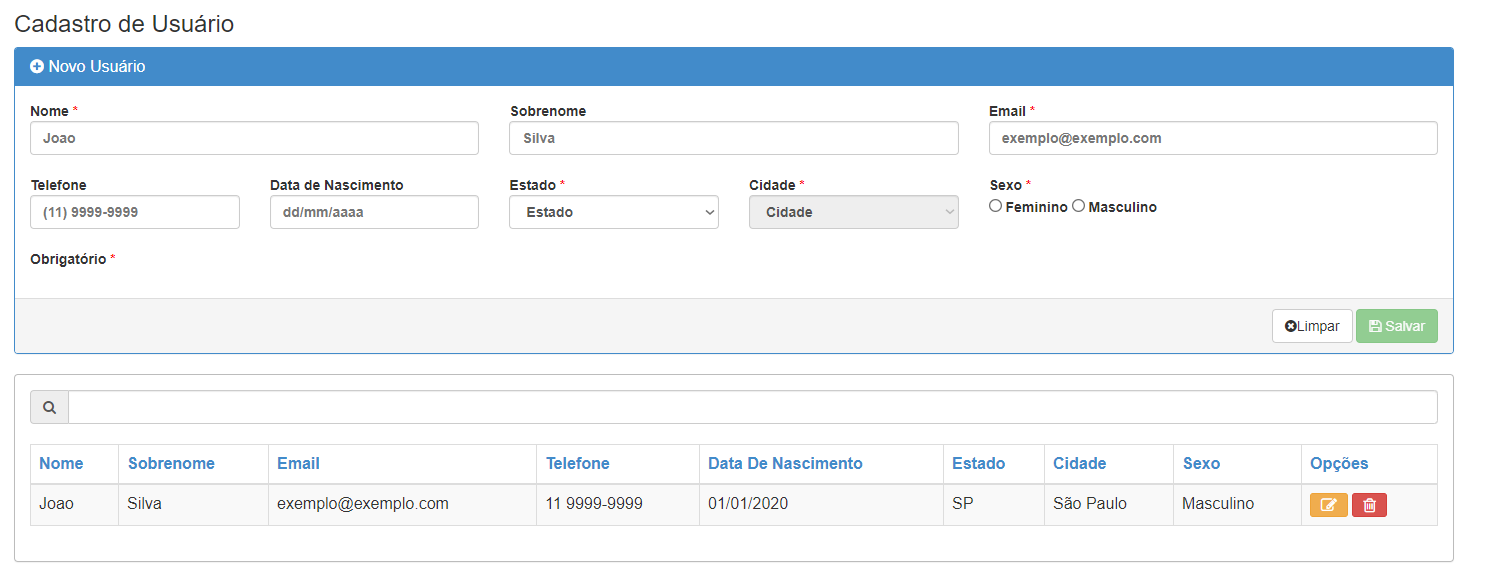 Cadastro de Usuário
Novo Usuário
Nome * Sobrenome Email *
Joao Silva exemplo@exemplo.com
Telefone Data de Nascimento Estado * Cidade * Sexo *
(11) 9999-9999 dd/mm/aaaa Estado Cidade Feminino Masculino
Obrigatório *
Limpar Salvar
Nome Sobrenome Email Telefone Data De Nascimento Estado Cidade Sexo Opções
Joao Silva exemplo@exemplo.com 11 9999-9999 01/01/2020 SP São Paulo Masculino